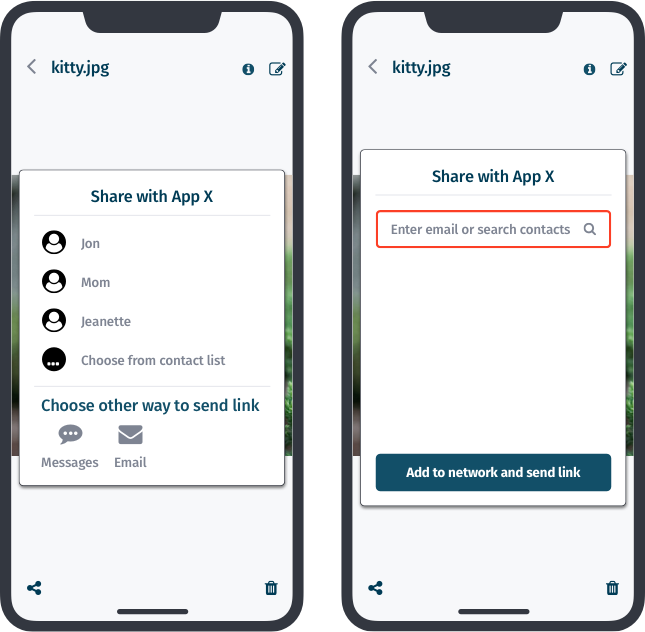 kitty.jpg
Share with App X
Jon
Mom
Jeanette
Choose from contact list
Choose other way to send link
Messages
Email
kitty.jpg
Share with App X
Enter email or search contacts
Add to network and send link